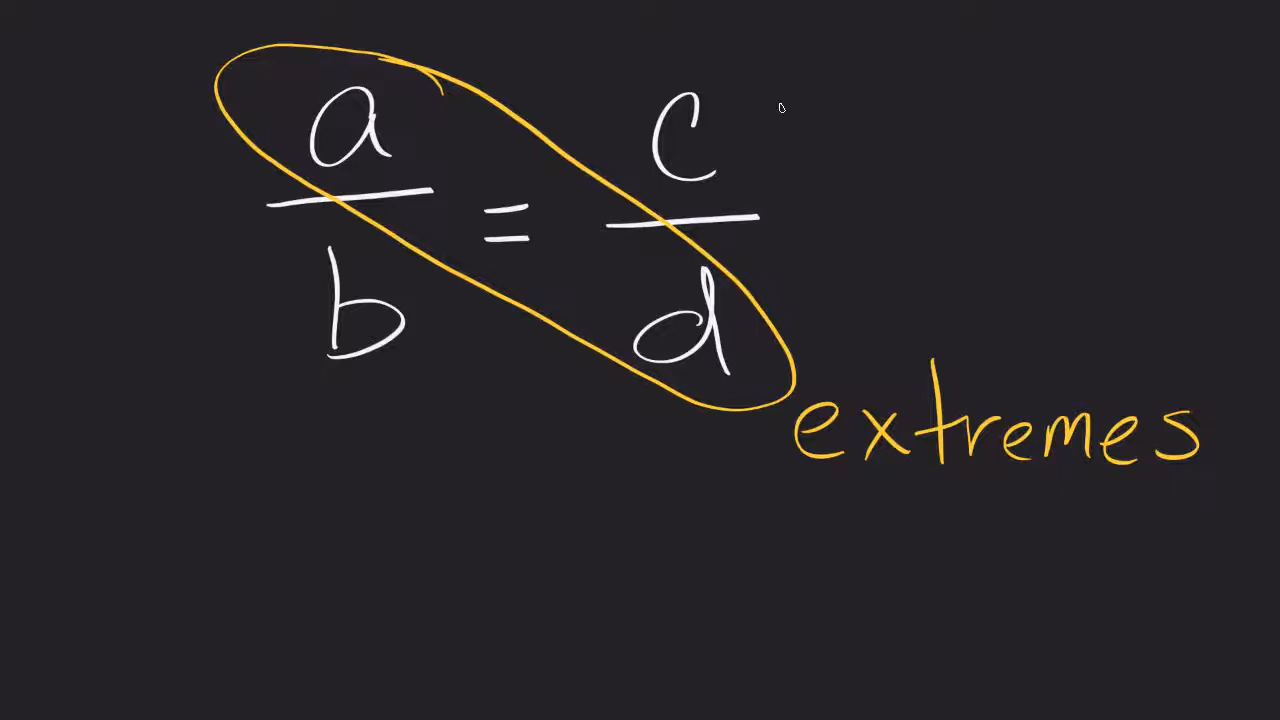 a/b = c/d
extremes